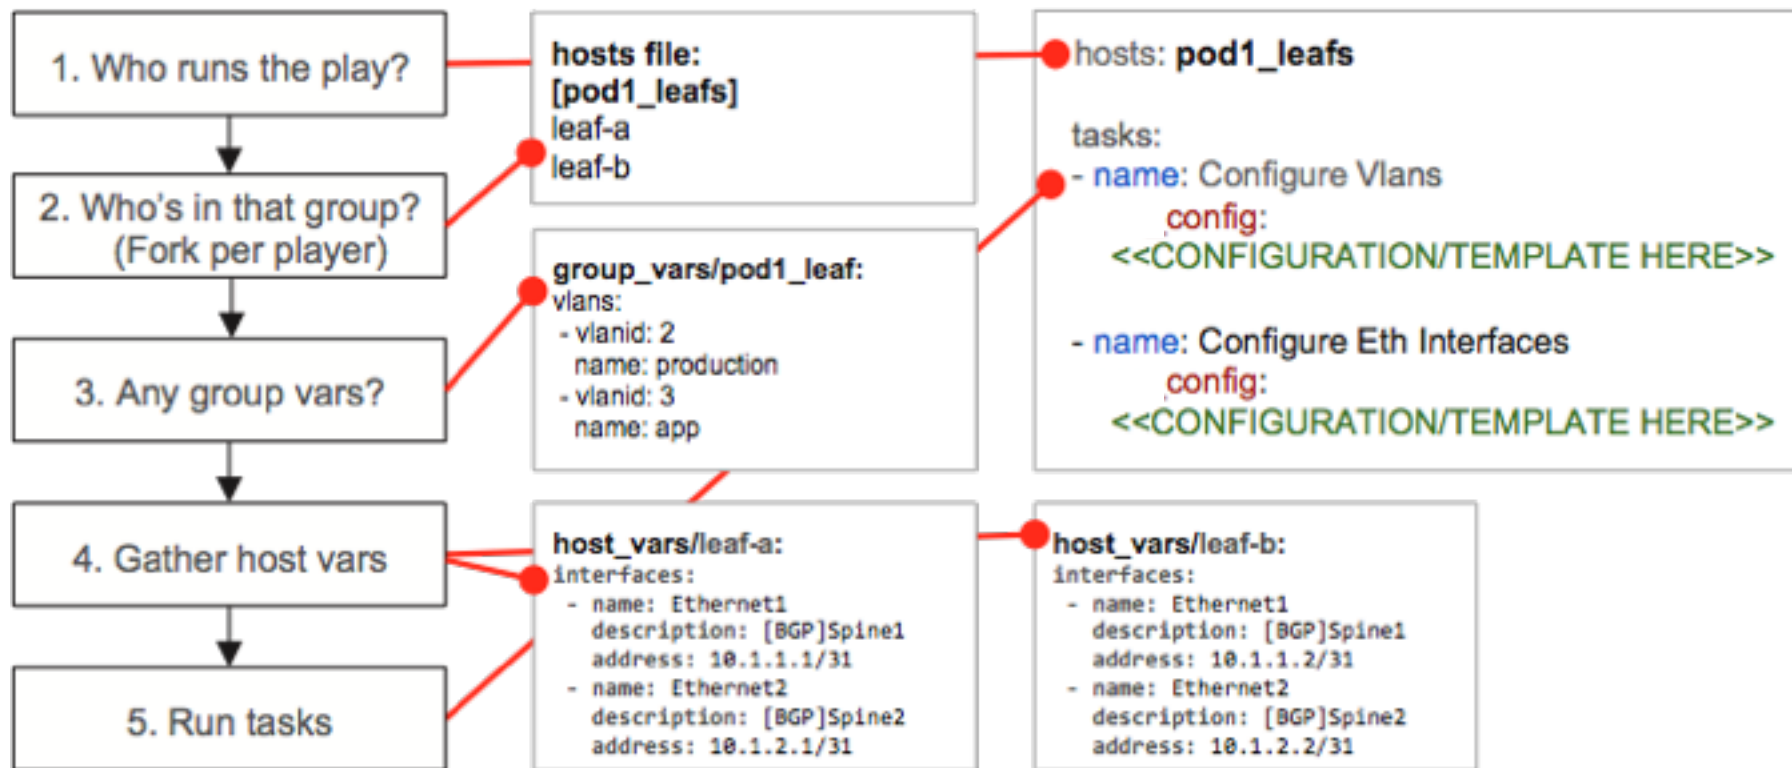 1. Who runs the play?
2. Who's in that group?
(Fork per player)
3. Any group vars?
4. Gather host vars
5. Run tasks
hosts file:
[pod1_leafs]
leaf-a
leaf-b
group_vars/pod1_leaf:
vlans:
- vlanid: 2
name: production
- vlanid: 3
name: app
host_vars/leaf-a:
interfaces:
- name: Ethernet1
description: [BGP]Spine1
address: 10.1.1.1/31
- name: Ethernet2
description: [BGP]Spine2
address: 10.1.2.1/31
hosts: pod1_leafs
tasks:
- name: Configure Vlans
config:
<<CONFIGURATION/TEMPLATE HERE>>
- name: Configure Eth Interfaces
config:
<<CONFIGURATION/TEMPLATE HERE>>
host_vars/leaf-b:
interfaces:
- name: Ethernet1
description: [BGP]Spine1
address: 10.1.1.2/31
- name: Ethernet2
description: [BGP]Spine2
address: 10.1.2.2/31